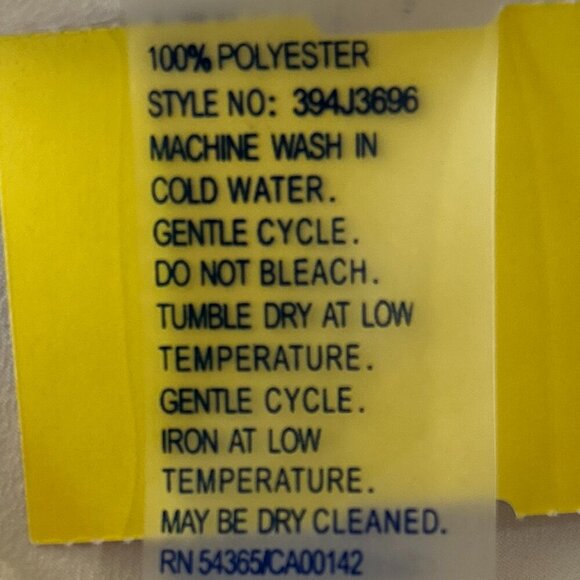 100% POLYESTER
STYLE NO: 394J3696
MACHINE WASH IN
COLD WATER.
GENTLE CYCLE.
DO NOT BLEACH.
TUMBLE DRY AT LOW
TEMPERATURE.
GENTLE CYCLE.
IRON AT LOW
TEMPERATURE.
MAY BE DRY CLEANED.
RN 54365/CA00142